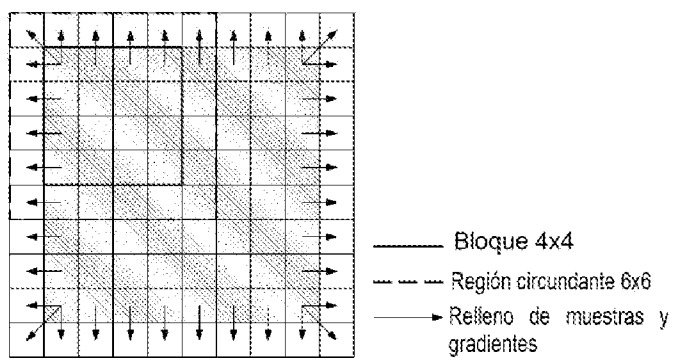 Bloque 4x4
Región circundante 6x6
Relleno de muestras y
gradientes